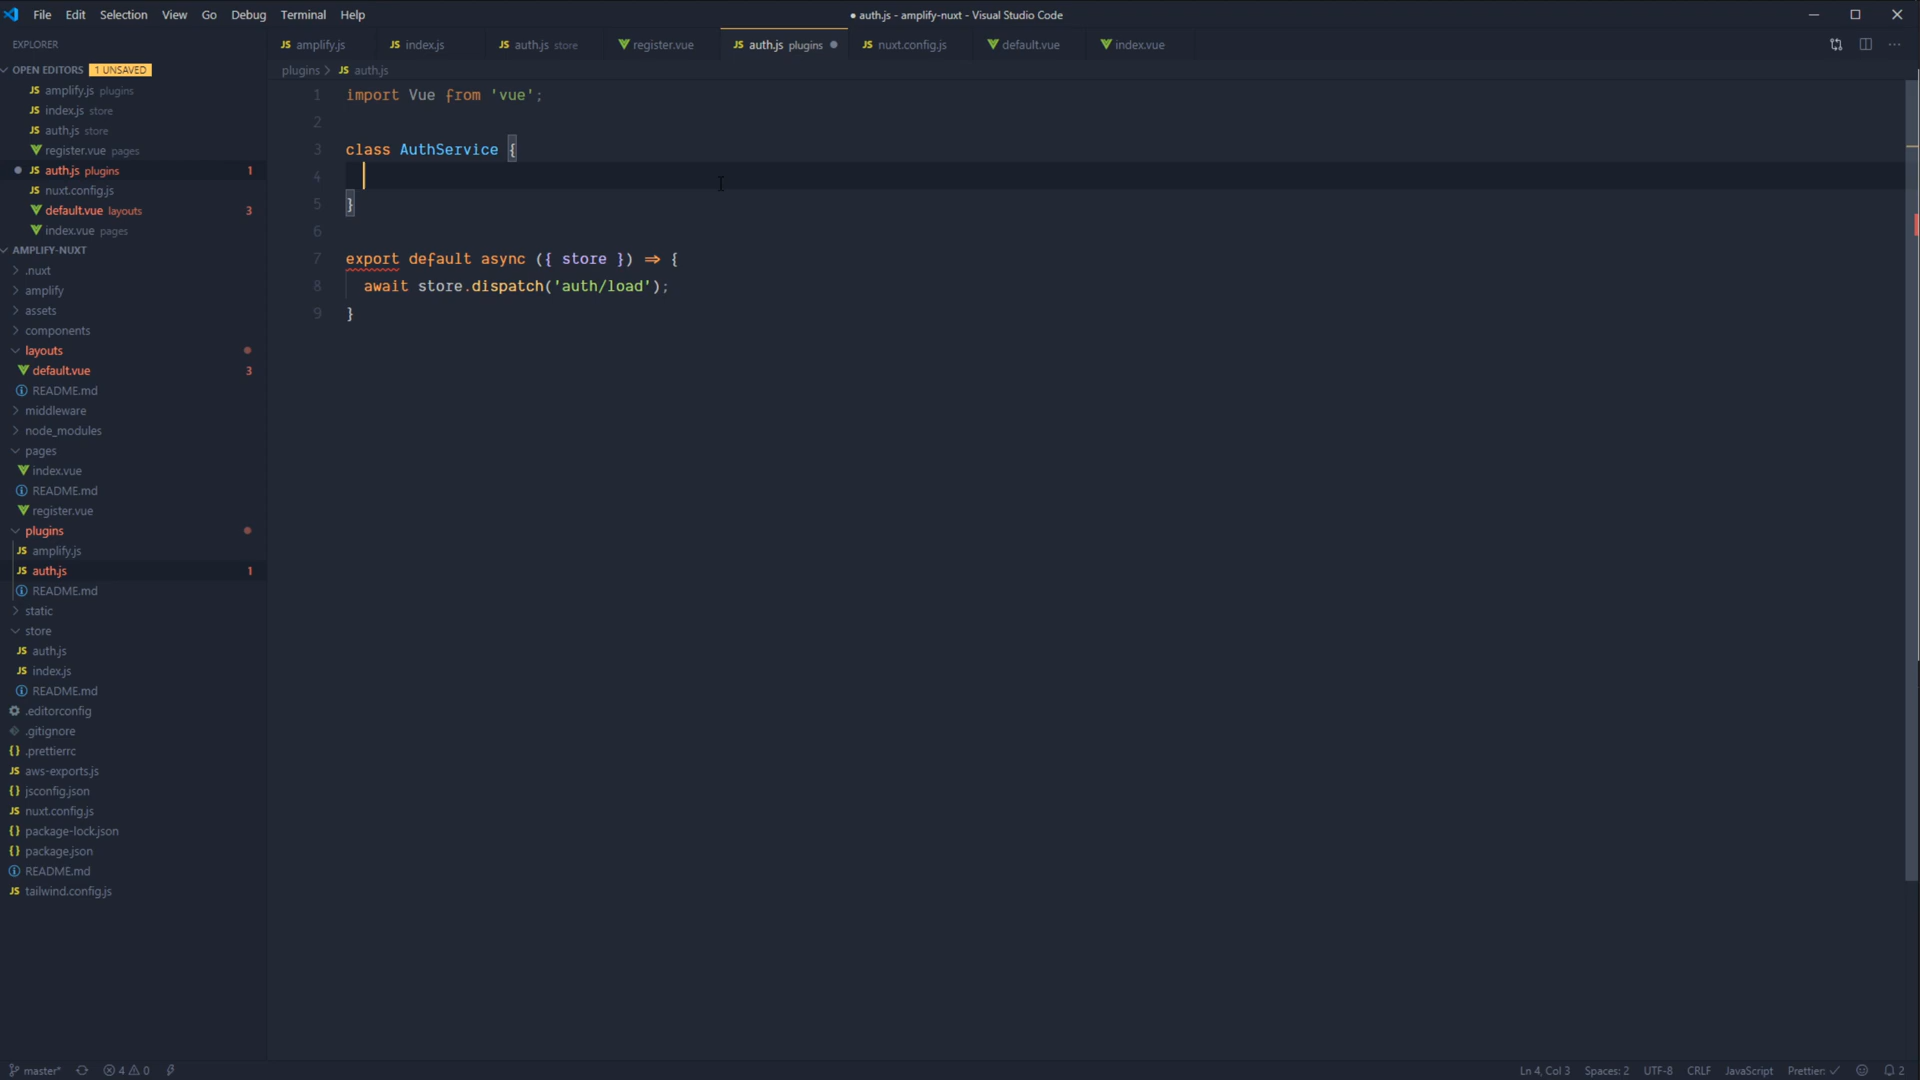 File Edit Selection View Go Debug Terminal Help
● auth.js - amplify-nuxt - Visual Studio Code
EXPLORER
OPEN EDITORS 1 UNSAVED
JS amplify.js plugins
JS index.js store
JS auth.js store
register.vue pages
JS auth.js plugins 1
JS nuxt.config.js
default.vue layouts 3
index.vue pages
AMPLIFY-NUXT
.nuxt
amplify
assets
components
layouts
default.vue 3
README.md
middleware
node_modules
pages
index.vue
README.md
register.vue
plugins
JS amplify.js
JS auth.js 1
README.md
static
store
JS auth.js
JS index.js
README.md
.editorconfig
.gitignore
{} .prettierrc
JS aws-exports.js
{} jsconfig.json
JS nuxt.config.js
{} package-lock.json
{} package.json
README.md
JS tailwind.config.js
JS amplify.js JS index.js JS auth.js store register.vue JS auth.js plugins JS nuxt.config.js default.vue index.vue
plugins > JS auth.js
1 import Vue from 'vue';
2
3 class AuthService {
4
5 }
6
7 export default async ({ store }) => {
8 await store.dispatch('auth/load');
9 }
master* 4 0
Ln 4, Col 3 Spaces: 2 UTF-8 CRLF JavaScript Prettier: ✓ 2